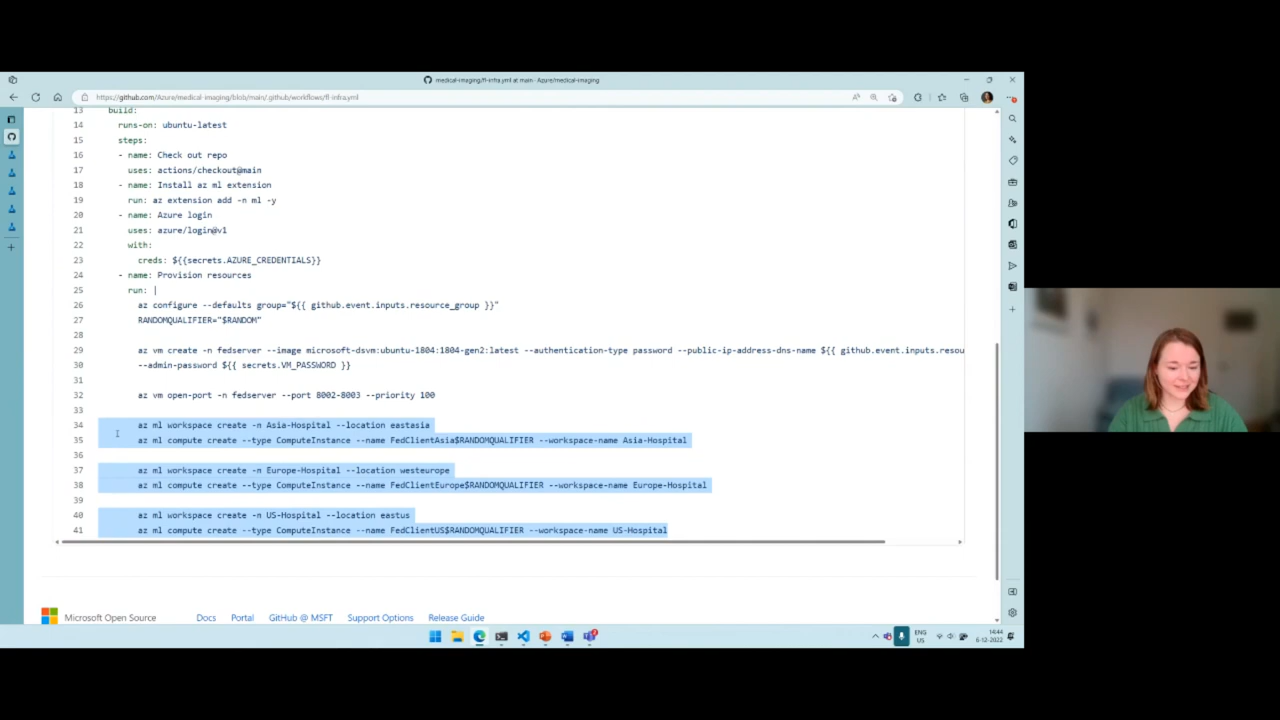 medical-imaging/fl-infra.yml at main · Azure/medical-imaging
https://github.com/Azure/medical-imaging/blob/main/.github/workflows/fl-infra.yml
13 build:
14 runs-on: ubuntu-latest
15 steps:
16 - name: Check out repo
17 uses: actions/checkout@main
18 - name: Install az ml extension
19 run: az extension add -n ml -y
20 - name: Azure login
21 uses: azure/login@v1
22 with:
23 creds: ${{secrets.AZURE_CREDENTIALS}}
24 - name: Provision resources
25 run: |
26 az configure --defaults group="${{ github.event.inputs.resource_group }}"
27 RANDOMQUALIFIER="$RANDOM"
28
29 az vm create -n fedserver --image microsoft-dsvm:ubuntu-1804:1804-gen2:latest --authentication-type password --public-ip-address-dns-name ${{ github.event.inputs.resou
30 --admin-password ${{ secrets.VM_PASSWORD }}
31
32 az vm open-port -n fedserver --port 8002-8003 --priority 100
33
34 az ml workspace create -n Asia-Hospital --location eastasia
35 az ml compute create --type ComputeInstance --name FedClientAsia$RANDOMQUALIFIER --workspace-name Asia-Hospital
36
37 az ml workspace create -n Europe-Hospital --location westeurope
38 az ml compute create --type ComputeInstance --name FedClientEurope$RANDOMQUALIFIER --workspace-name Europe-Hospital
39
40 az ml workspace create -n US-Hospital --location eastus
41 az ml compute create --type ComputeInstance --name FedClientUS$RANDOMQUALIFIER --workspace-name US-Hospital
Microsoft Open Source Docs Portal GitHub @ MSFT Support Options Release Guide
ENG 14:44
US 6-12-2022